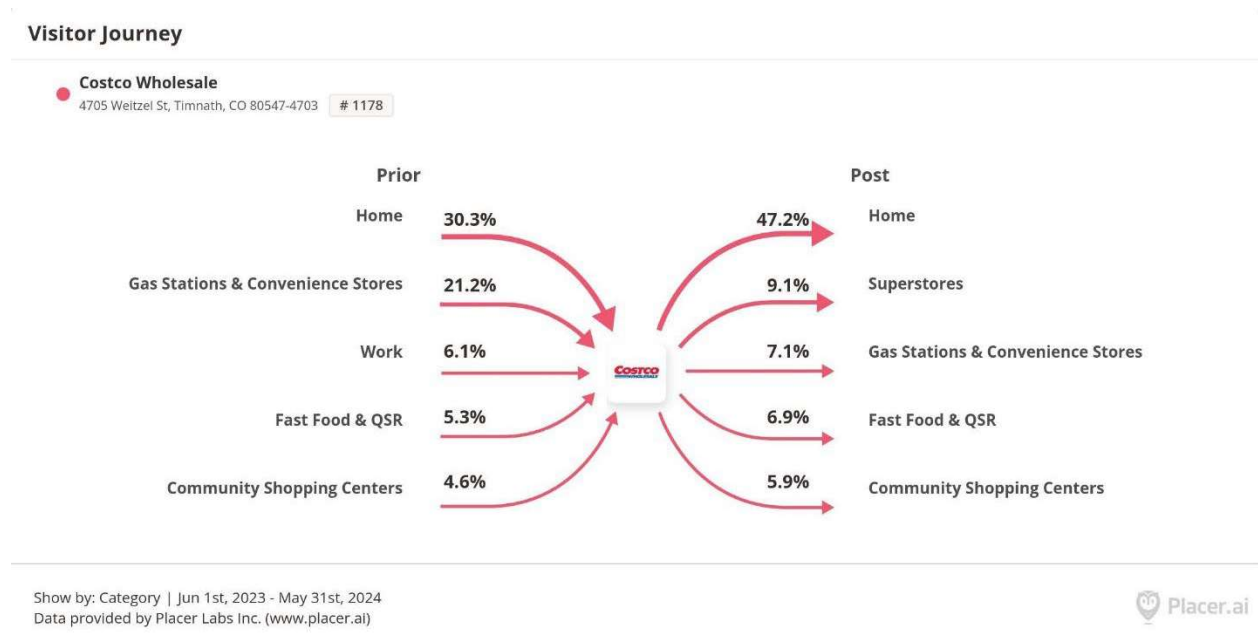 Visitor Journey
Costco Wholesale
4705 Weitzel St, Timnath, CO 80547-4703 # 1178
Prior Post
Home 30.3% 47.2% Home
Gas Stations & Convenience Stores 21.2% 9.1% Superstores
Work 6.1% 7.1% Gas Stations & Convenience Stores
COSTCO
WHOLESALE
Fast Food & QSR 5.3% 6.9% Fast Food & QSR
Community Shopping Centers 4.6% 5.9% Community Shopping Centers
Show by: Category | Jun 1st, 2023 - May 31st, 2024
Data provided by Placer Labs Inc. (www.placer.ai)
Placer.ai